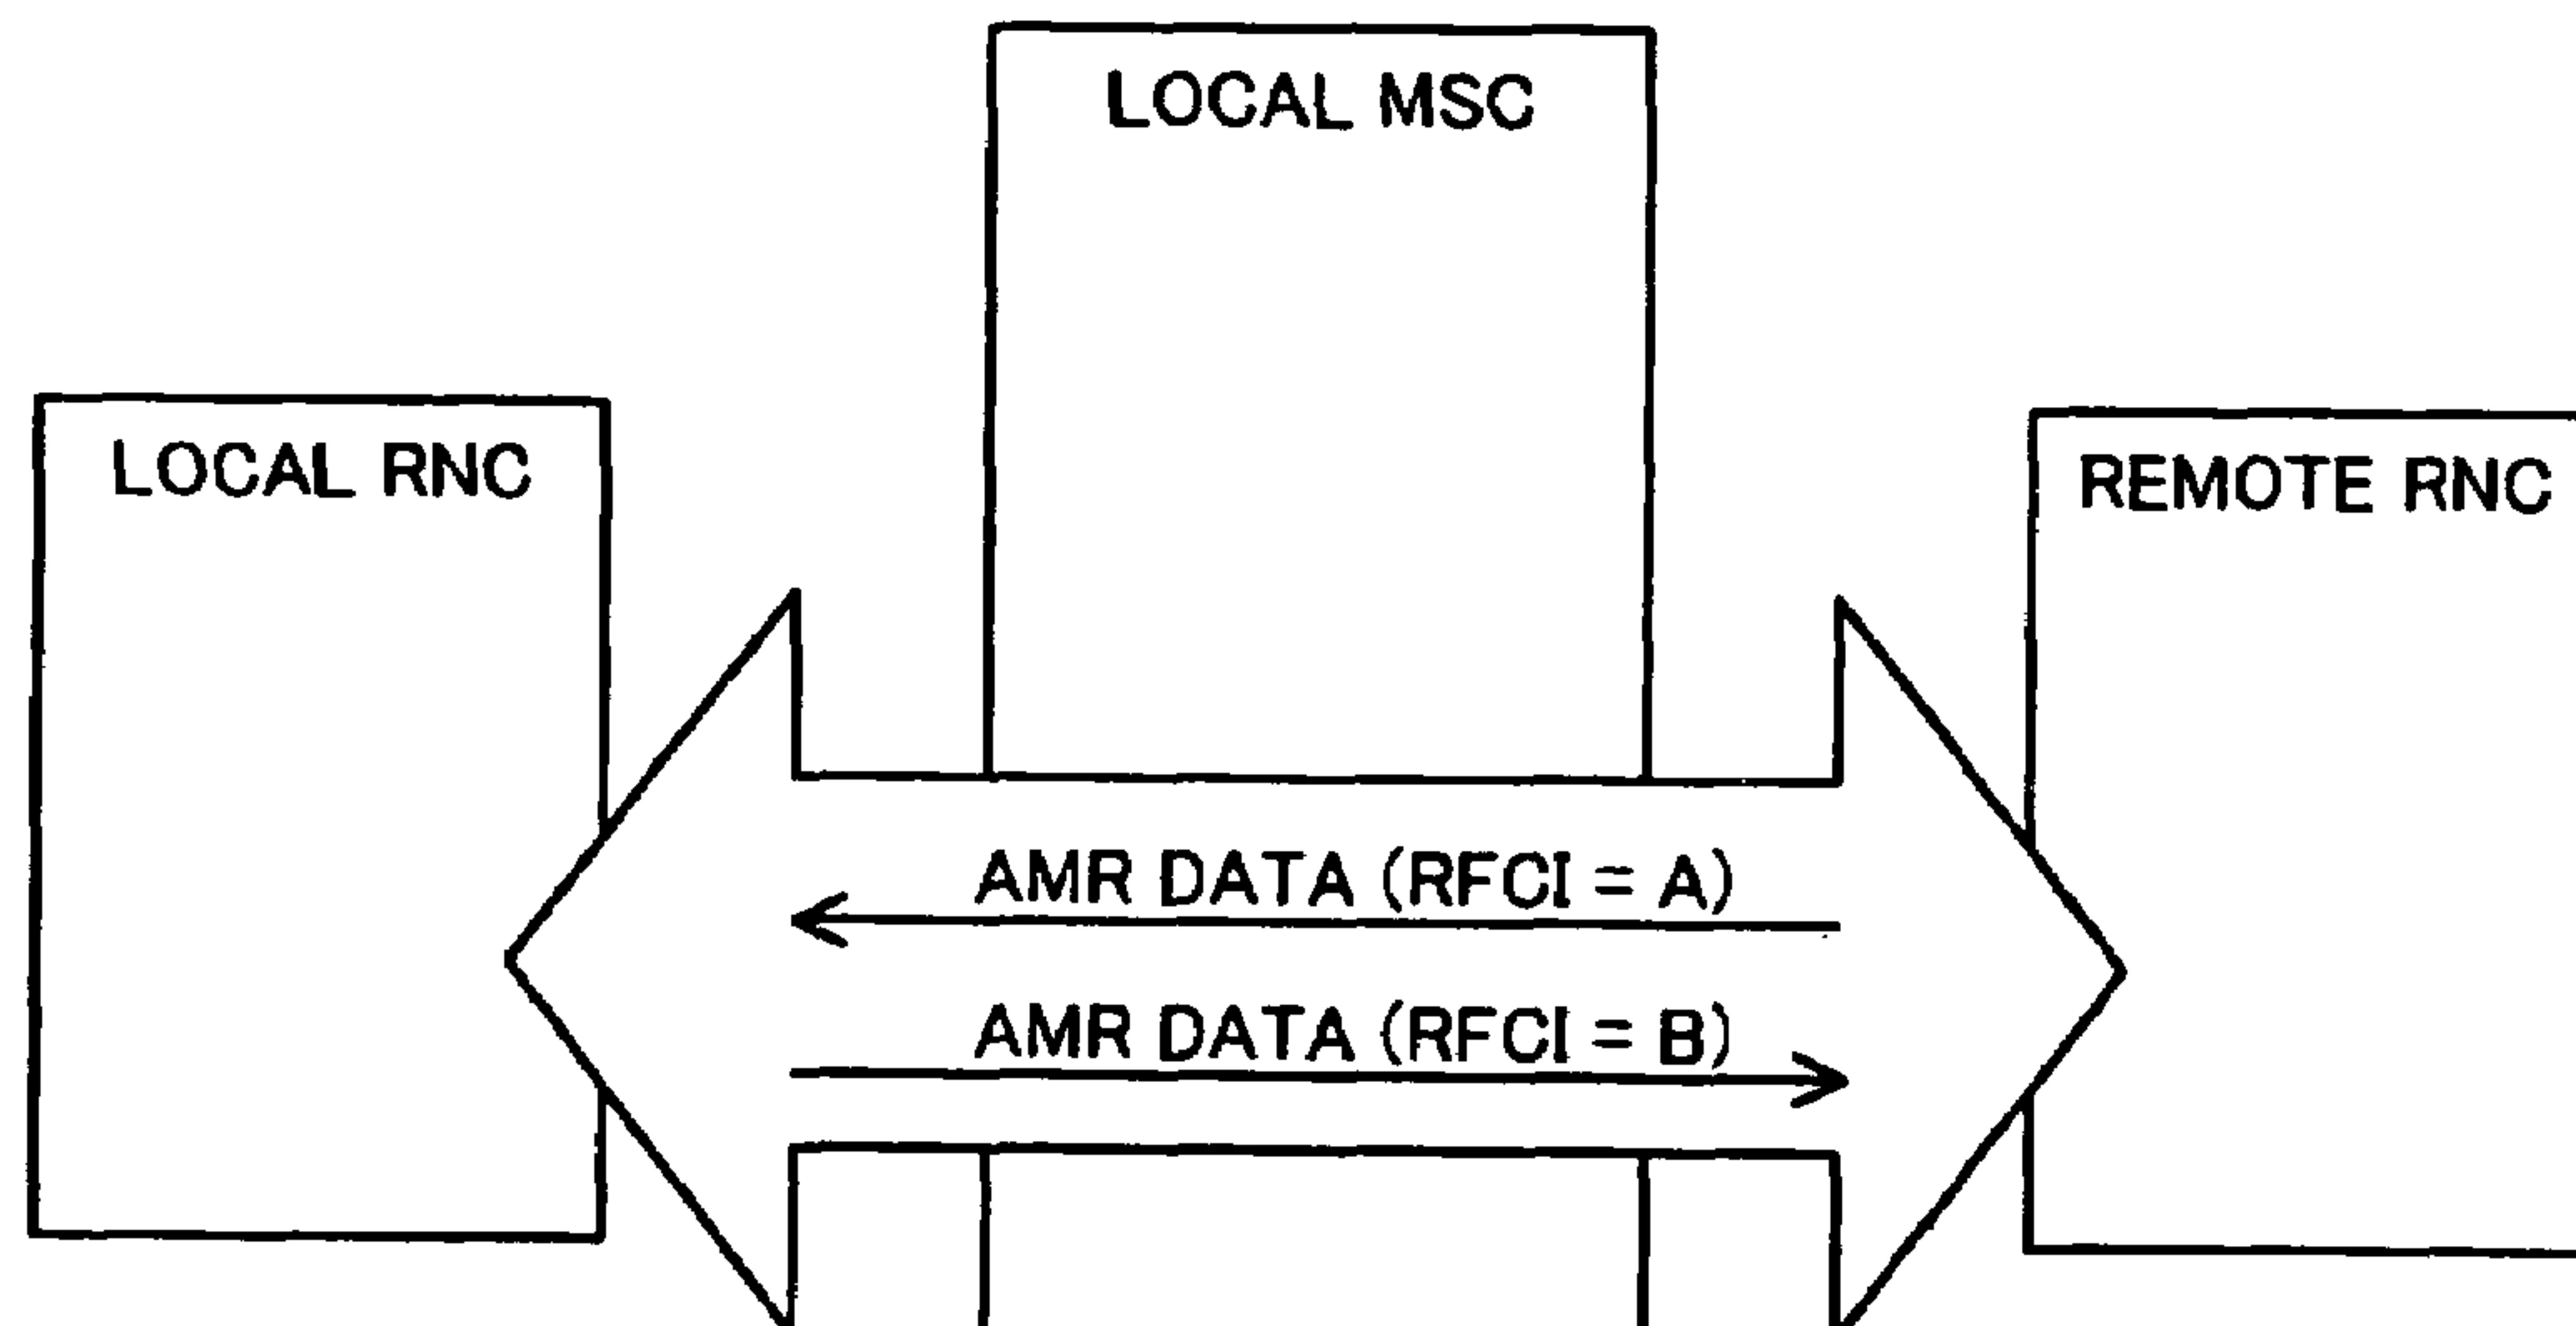 LOCAL MSC
LOCAL RNC
REMOTE RNC
AMR DATA (RFCI = A)
AMR DATA (RFCI = B)